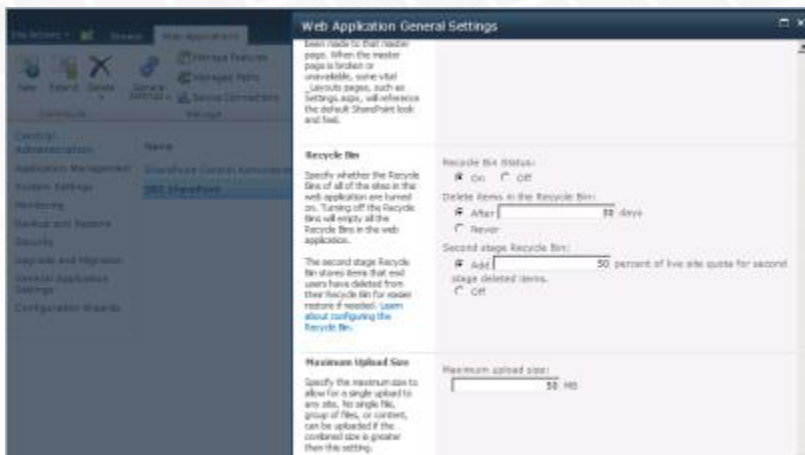 Web Application General Settings
Site Actions
Browse
Web Applications
New
Extend
Delete
General Settings
Manage Features
Managed Paths
Service Connections
Contribute
Manage
Central Administration
Application Management
System Settings
Monitoring
Backup and Restore
Security
Upgrade and Migration
General Application Settings
Configuration Wizards
Name
SharePoint Central Administration
SBS SharePoint
been made to that master
page. When the master
page is broken or
unavailable, some vital
_Layouts pages, such as
Settings.aspx, will reference
the default SharePoint look
and feel.
Recycle Bin
Specify whether the Recycle
Bins of all of the sites in the
web application are turned
on. Turning off the Recycle
Bins will empty all the
Recycle Bins in the web
application.
The second stage Recycle
Bin stores items that end
users have deleted from
their Recycle Bin for easier
restore if needed. Learn
about configuring the
Recycle Bin.
Recycle Bin Status:
On Off
Delete items in the Recycle Bin:
After 30 days
Never
Second stage Recycle Bin:
Add 50 percent of live site quota for second
stage deleted items.
Off
Maximum Upload Size
Specify the maximum size to
allow for a single upload to
any site. No single file,
group of files, or content,
can be uploaded if the
combined size is greater
than this setting.
Maximum upload size:
50 MB